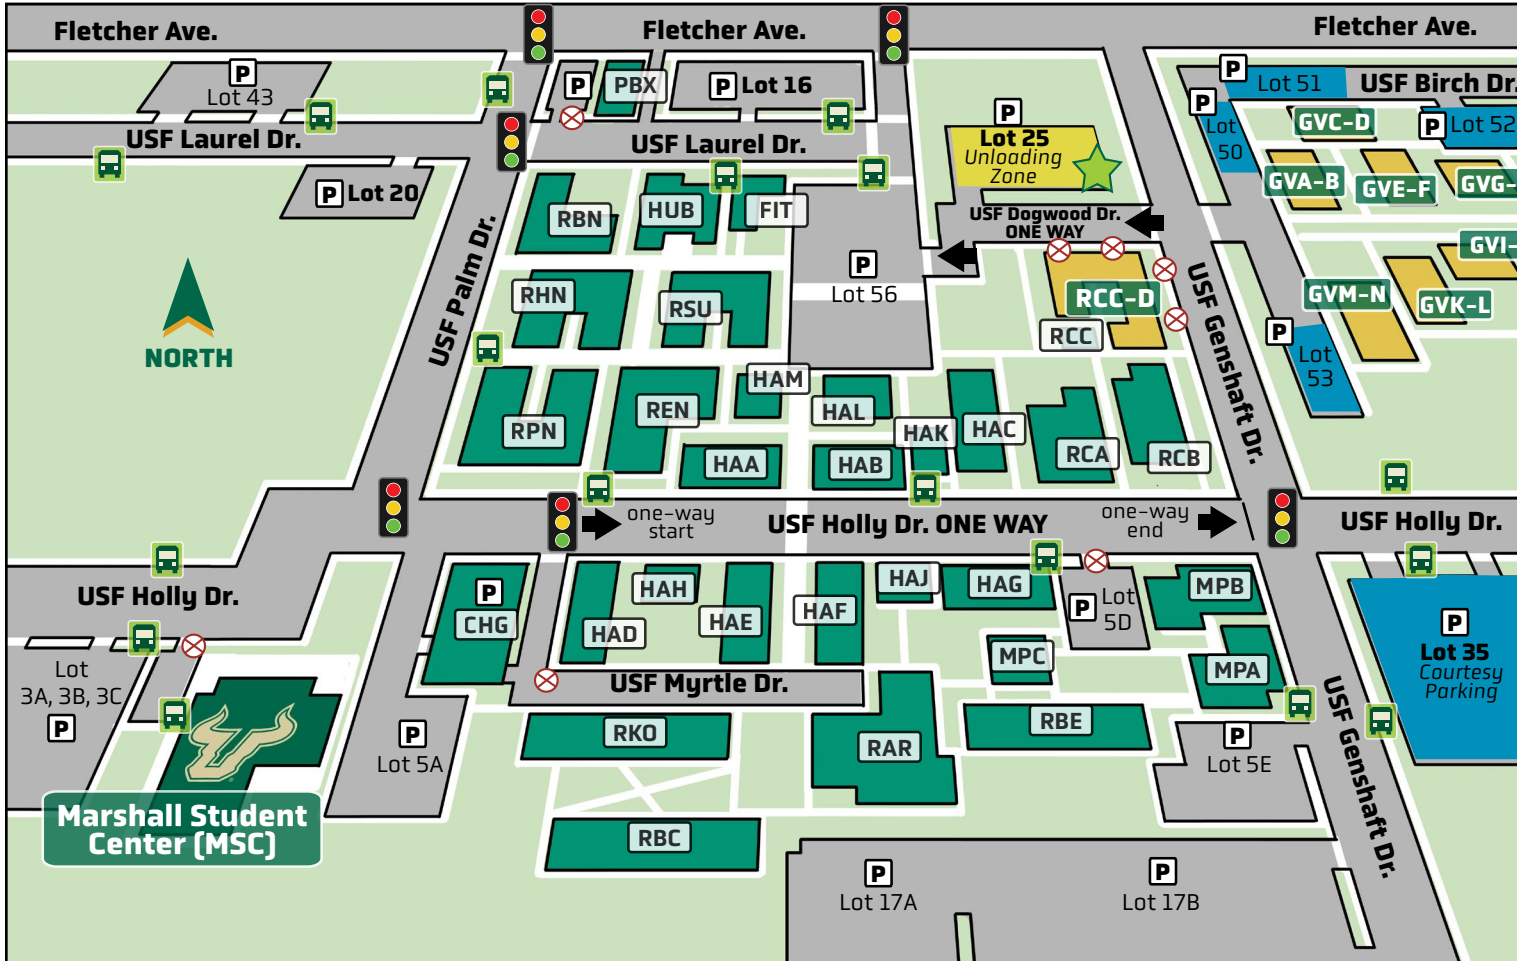 Fletcher Ave.
Fletcher Ave.
Fletcher Ave.
P
Lot 43
P
PBX
P Lot 16
P
Lot 51
USF Birch Dr.
P
Lot
50
GVC-D
P
Lot 52
P
Lot 25
Unloading
Zone
USF Laurel Dr.
USF Laurel Dr.
GVA-B
GVE-F
GVG-
P Lot 20
RBN
HUB
FIT
USF Dogwood Dr.
ONE WAY
GVI-
USF Palm Dr.
P
Lot 56
RHN
RSU
RCC-D
RCC
USF Genshaft Dr.
GVM-N
GVK-L
P
Lot
53
NORTH
HAM
REN
RPN
HAL
HAK
HAC
RCA
RCB
HAA
HAB
one-way
start
USF Holly Dr. ONE WAY
one-way
end
USF Holly Dr.
USF Holly Dr.
P
CHG
HAH
HAD
HAE
HAF
HAJ
HAG
P
Lot
5D
MPB
MPC
MPA
P
Lot 35
Courtesy
Parking
Lot
3A, 3B, 3C
P
USF Myrtle Dr.
P
Lot 5A
RKO
RAR
RBE
P
Lot 5E
USF Genshaft Dr.
Marshall Student
Center (MSC)
RBC
P
Lot 17A
P
Lot 17B